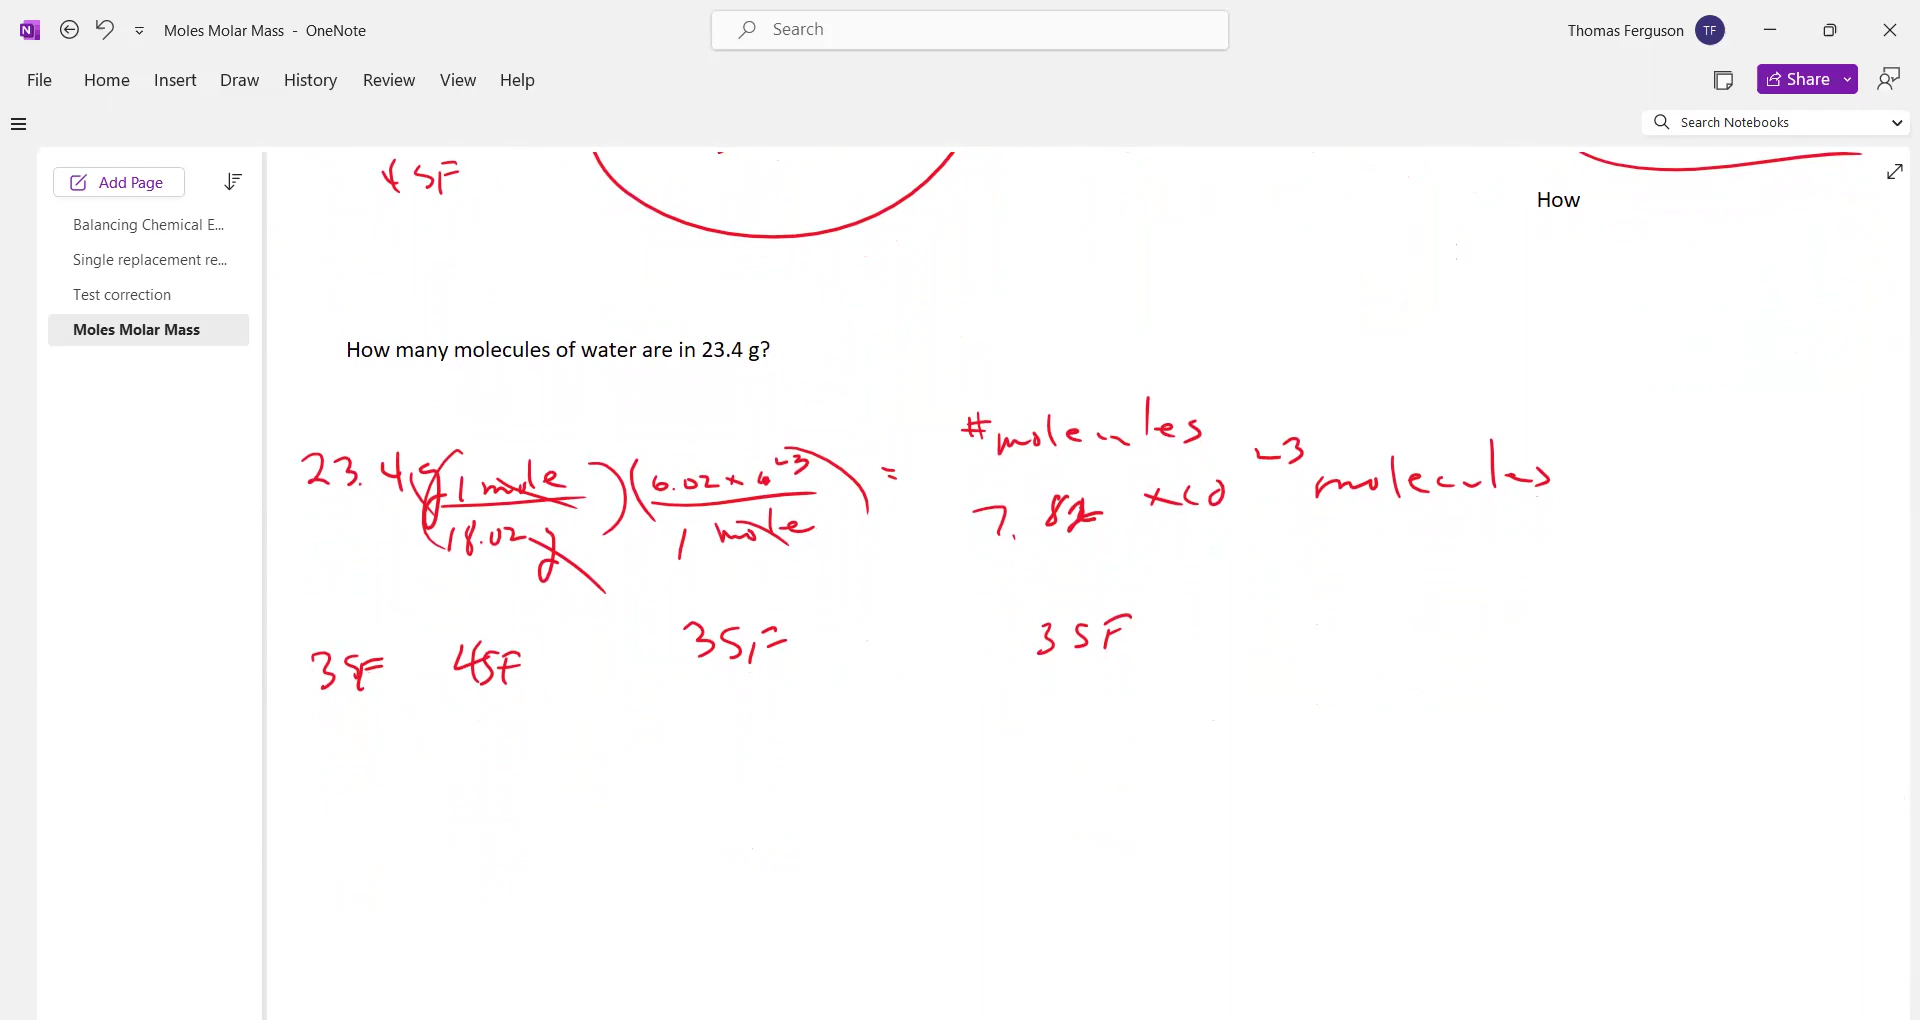 Moles Molar Mass - OneNote
Search
Thomas Ferguson
TF
File Home Insert Draw History Review View Help
Share
Search Notebooks
Add Page
Balancing Chemical E...
Single replacement re...
Test correction
Moles Molar Mass
4 SF
How
How many molecules of water are in 23.4 g?
# molecules
23.4g (1 mole / 18.02 g) (6.02 x 10^23 / 1 mole) = 7.82 x 10^23 molecules
3 SF 4 SF 3 SF 3 SF